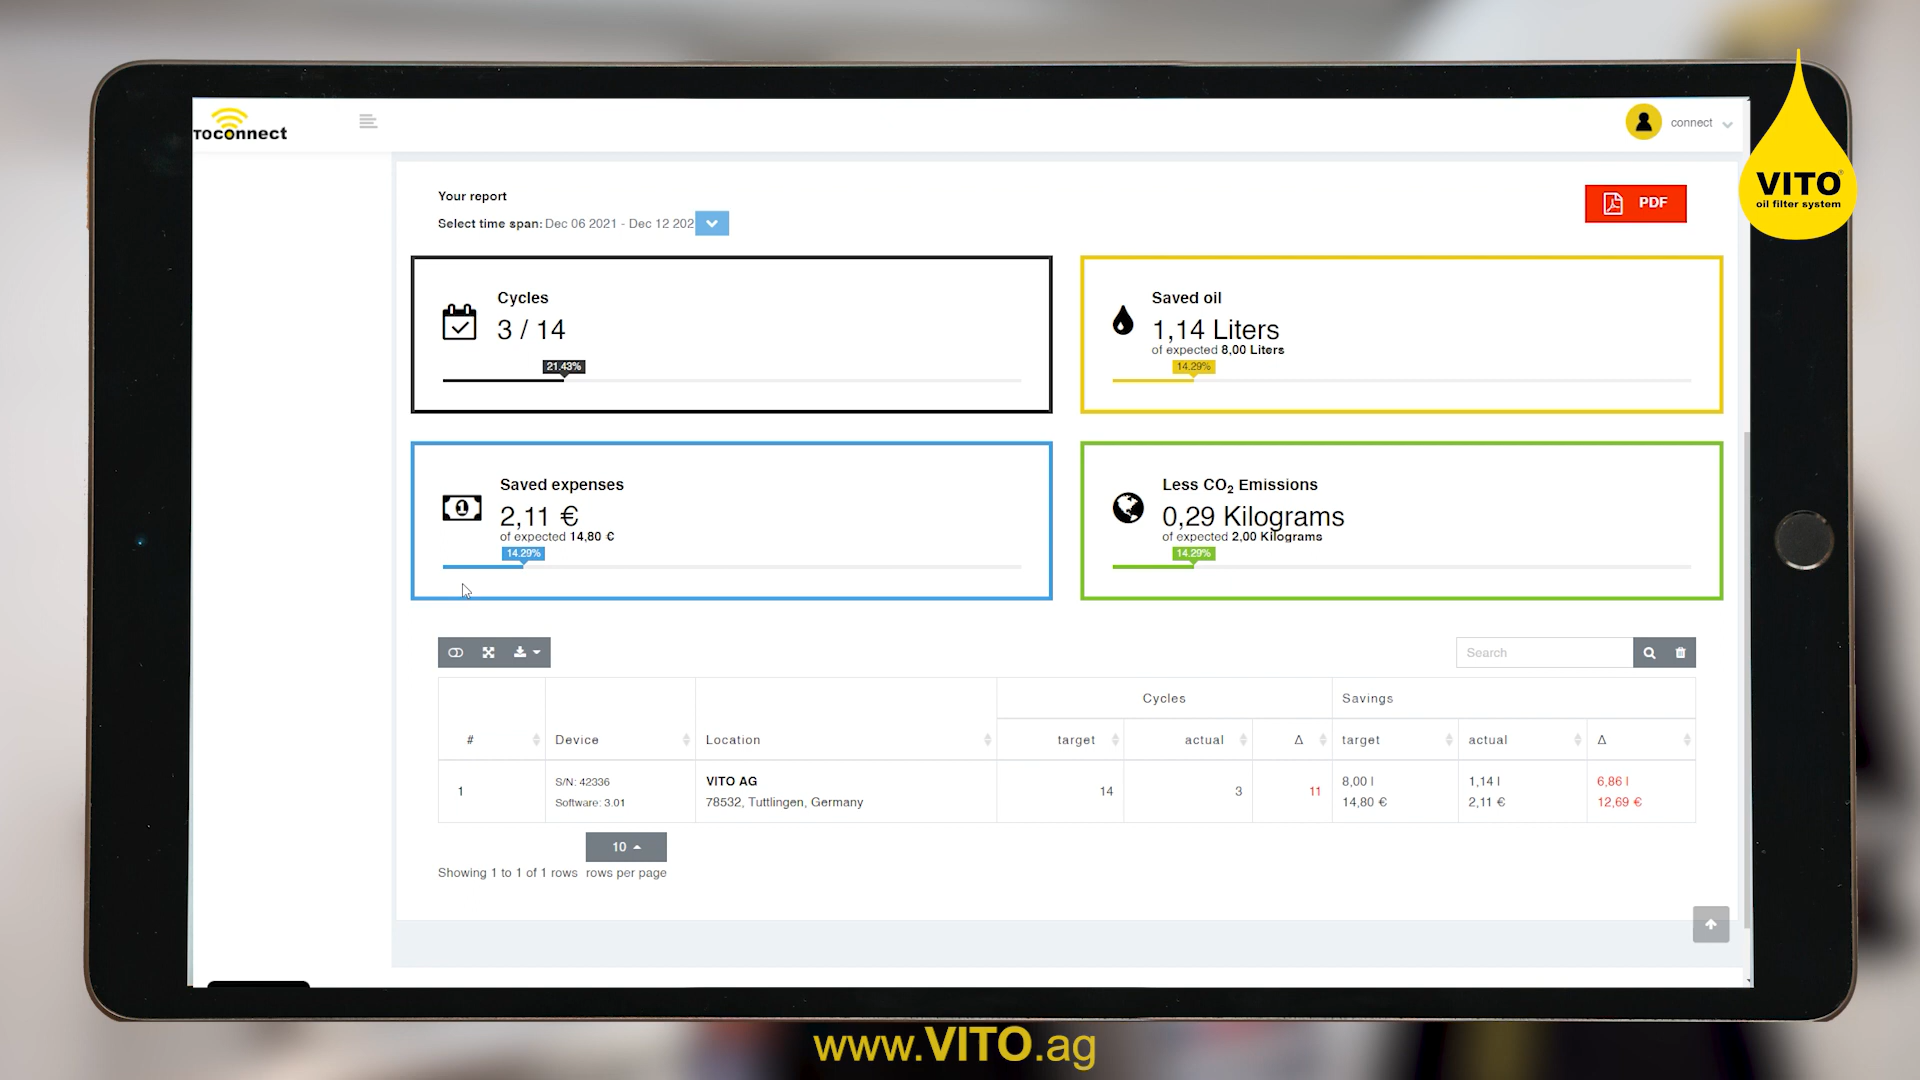 TOCONNECT
connect
VITO®
oil filter system
Your report
PDF
Select time span: Dec 06 2021 - Dec 12 202
Cycles
3 / 14
21.43%
Saved oil
1,14 Liters
of expected 8,00 Liters
14.29%
Saved expenses
2,11 €
of expected 14,80 €
14.29%
Less CO2 Emissions
0,29 Kilograms
of expected 2,00 Kilograms
14.29%
Search
Cycles Savings
# Device Location target actual Δ target actual Δ
1 S/N: 42336 VITO AG 14 3 11 8,00 l 1,14 l 6,86 l
Software: 3.01 78532, Tuttlingen, Germany 14,80 € 2,11 € 12,69 €
10
Showing 1 to 1 of 1 rows rows per page
www.VITO.ag